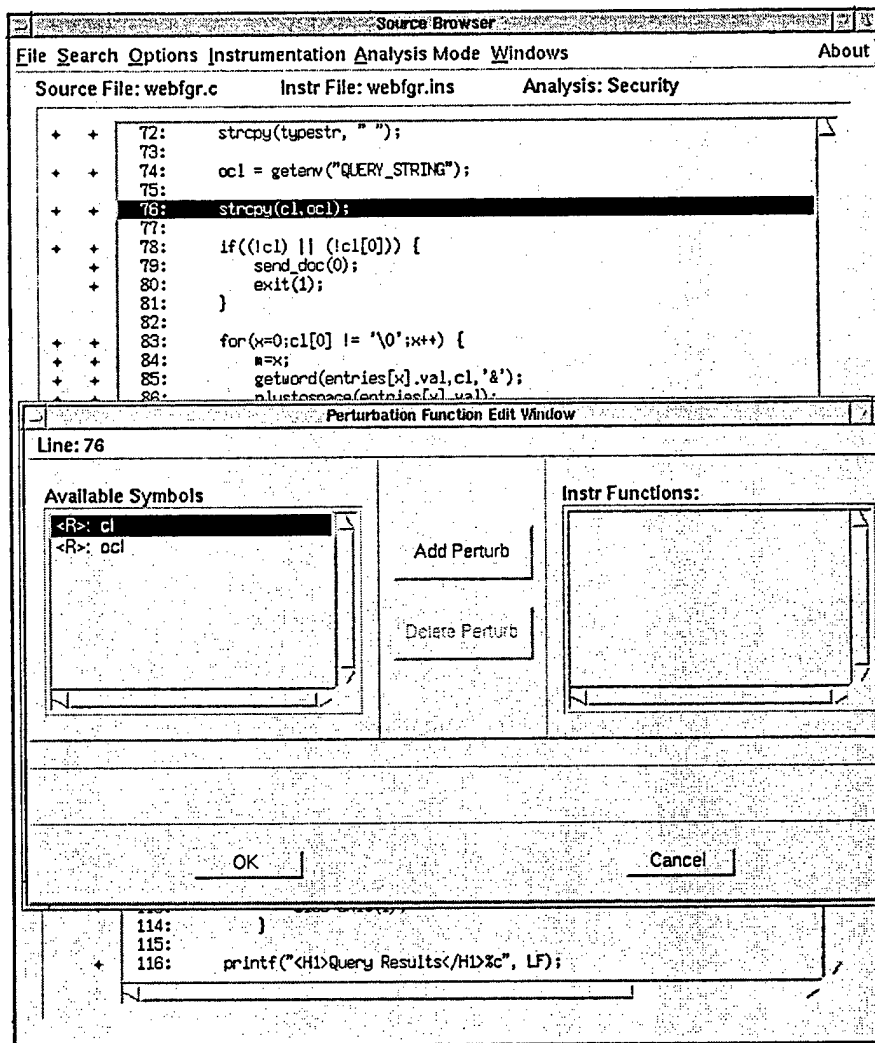 Source Browser
File Search Options Instrumentation Analysis Mode Windows About
Source File: webfgr.c Instr File: webfgr.ins Analysis: Security
+ + 72: strcpy(typestr, " ");
73:
+ + 74: ocl = getenv("QUERY_STRING");
75:
+ + 76: strcpy(cl,ocl);
77:
+ + 78: if((!cl) || (!cl[0])) {
+ 79: send_doc(0);
+ 80: exit(1);
81: }
82:
+ + 83: for(x=0;cl[0] != '\0';x++) {
+ + 84: m=x;
+ + 85: getword(entries[x].val,cl,'&');
+ + 86: plustospace(entries[x].val);
Perturbation Function Edit Window
Line: 76
Available Symbols
Instr Functions:
<R>: cl
<R>: ocl
Add Perturb
Delete Perturb
OK
Cancel
114: }
115:
+ 116: printf("<H1>Query Results</H1>%c", LF);